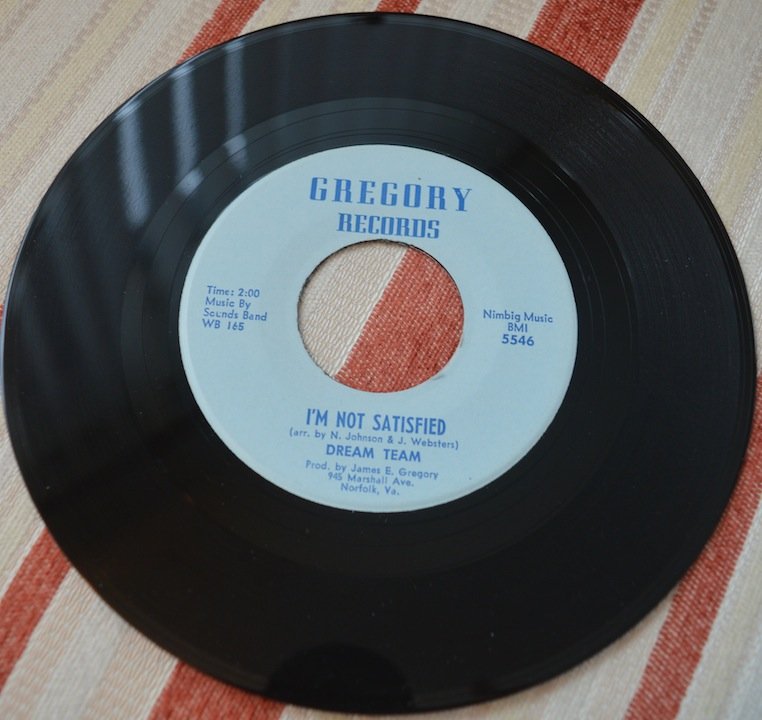 GREGORY
RECORDS
Time: 2:00
Music By
Sounds Band
WB 165
Nimbig Music
BMI
5546
I'M NOT SATISFIED
(arr. by N. Johnson & J. Websters)
DREAM TEAM
Prod. by James E. Gregory
945 Marshall Ave.
Norfolk, Va.